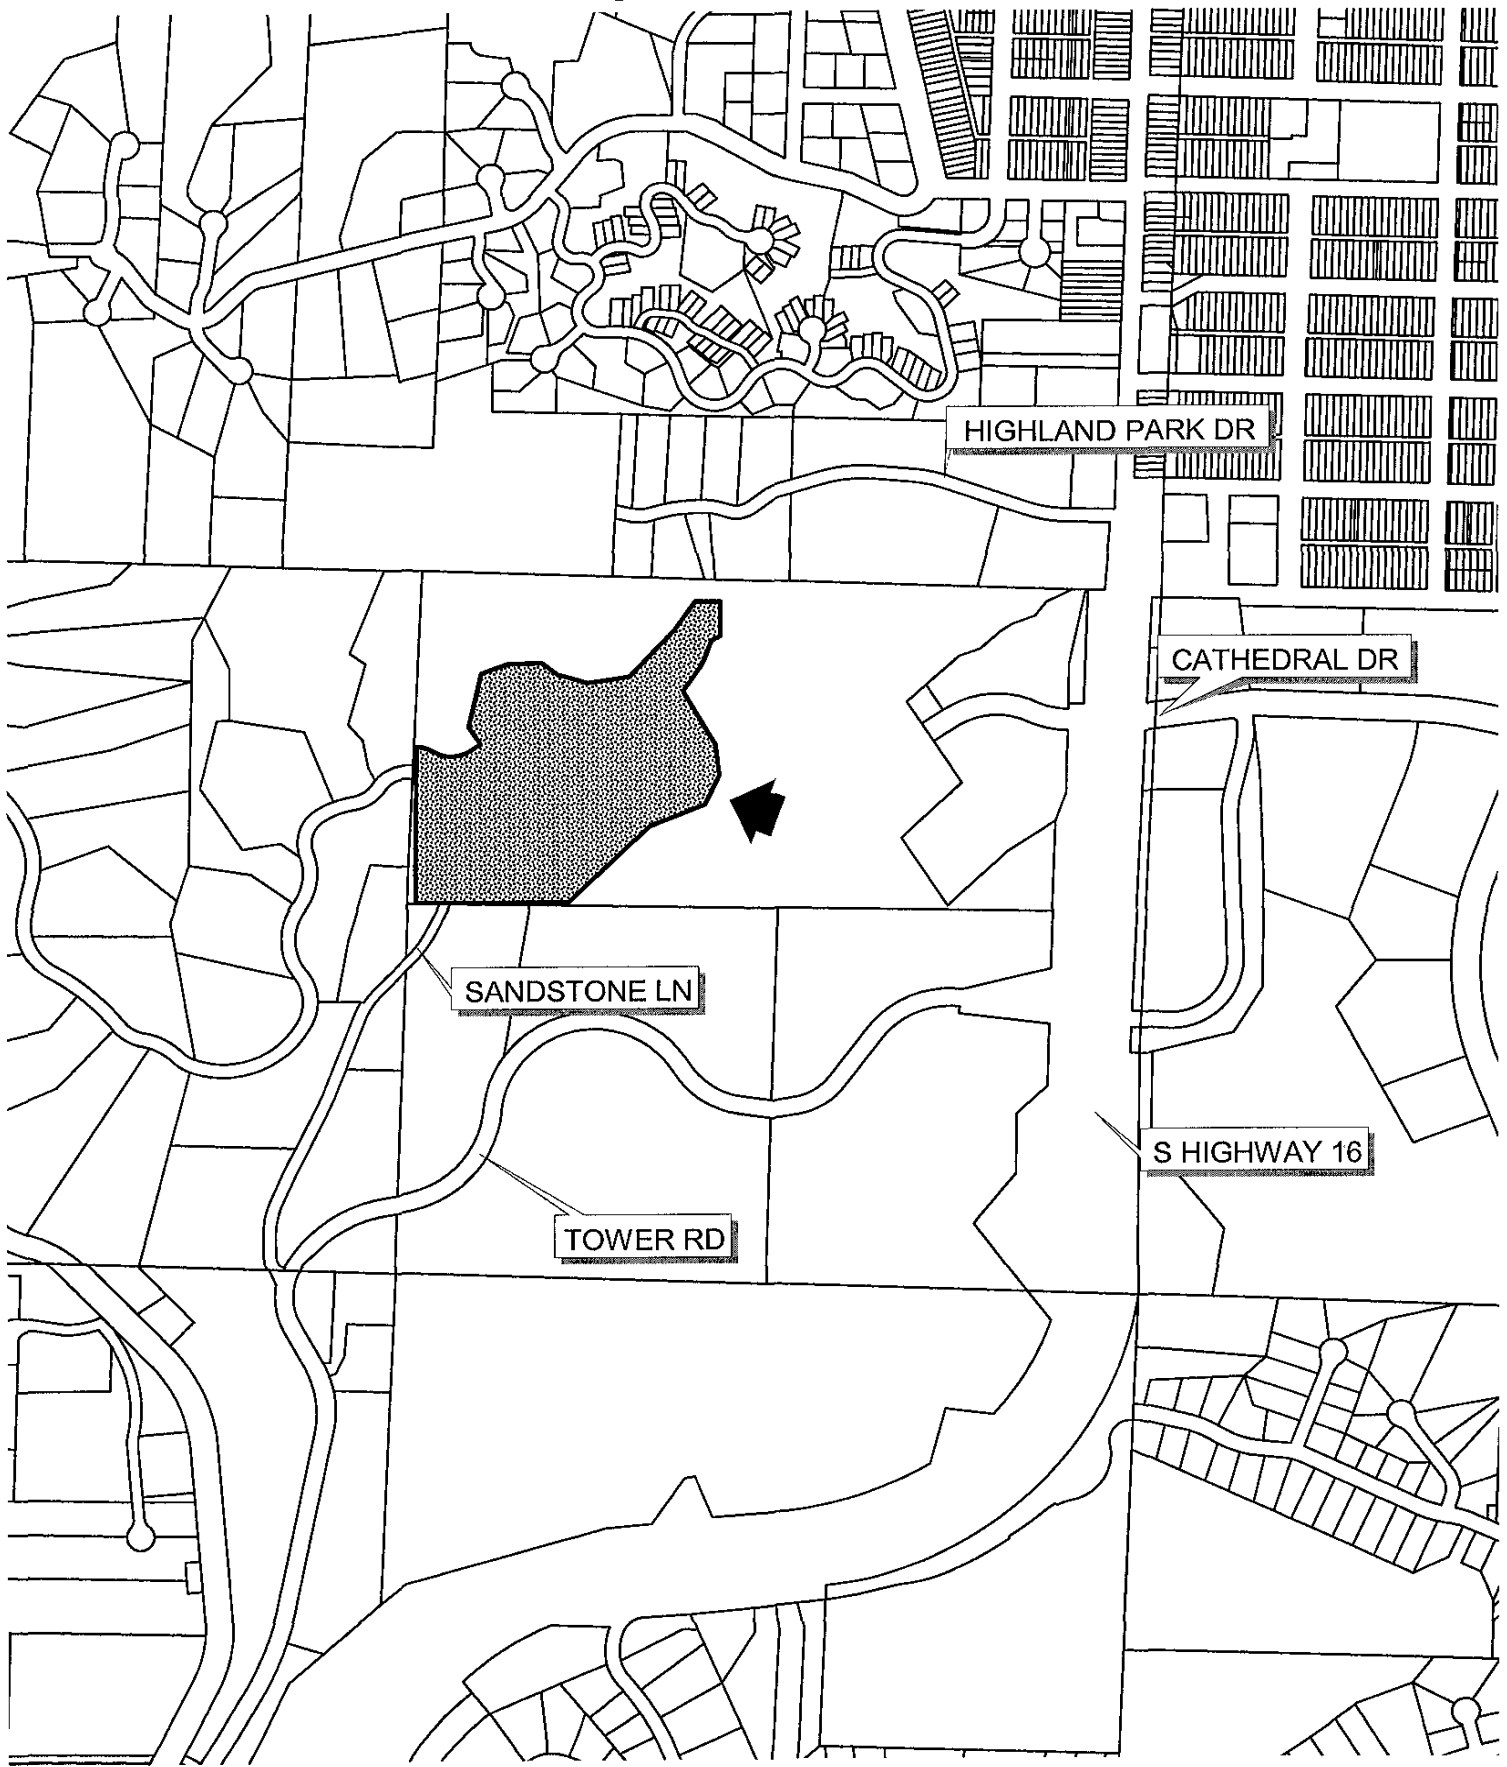 HIGHLAND PARK DR
CATHEDRAL DR
SANDSTONE LN
S HIGHWAY 16
TOWER RD